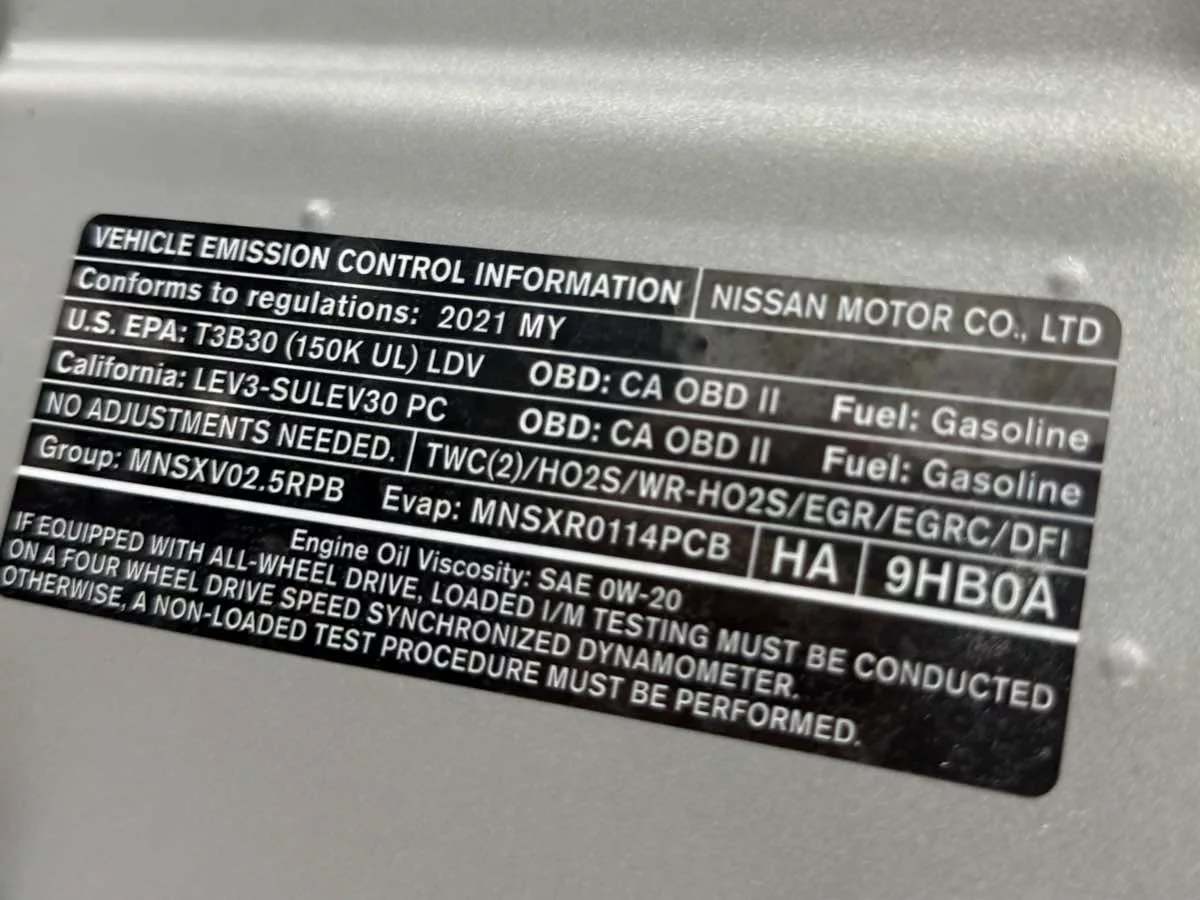 VEHICLE EMISSION CONTROL INFORMATION NISSAN MOTOR CO., LTD
Conforms to regulations: 2021 MY
U.S. EPA: T3B30 (150K UL) LDV OBD: CA OBD II Fuel: Gasoline
California: LEV3-SULEV30 PC OBD: CA OBD II Fuel: Gasoline
NO ADJUSTMENTS NEEDED. TWC(2)/HO2S/WR-HO2S/EGR/EGRC/DFI
Group: MNSXV02.5RPB Evap: MNSXR0114PCB HA 9HB0A
Engine Oil Viscosity: SAE 0W-20
IF EQUIPPED WITH ALL-WHEEL DRIVE, LOADED I/M TESTING MUST BE CONDUCTED
ON A FOUR WHEEL DRIVE SPEED SYNCHRONIZED DYNAMOMETER.
OTHERWISE, A NON-LOADED TEST PROCEDURE MUST BE PERFORMED.